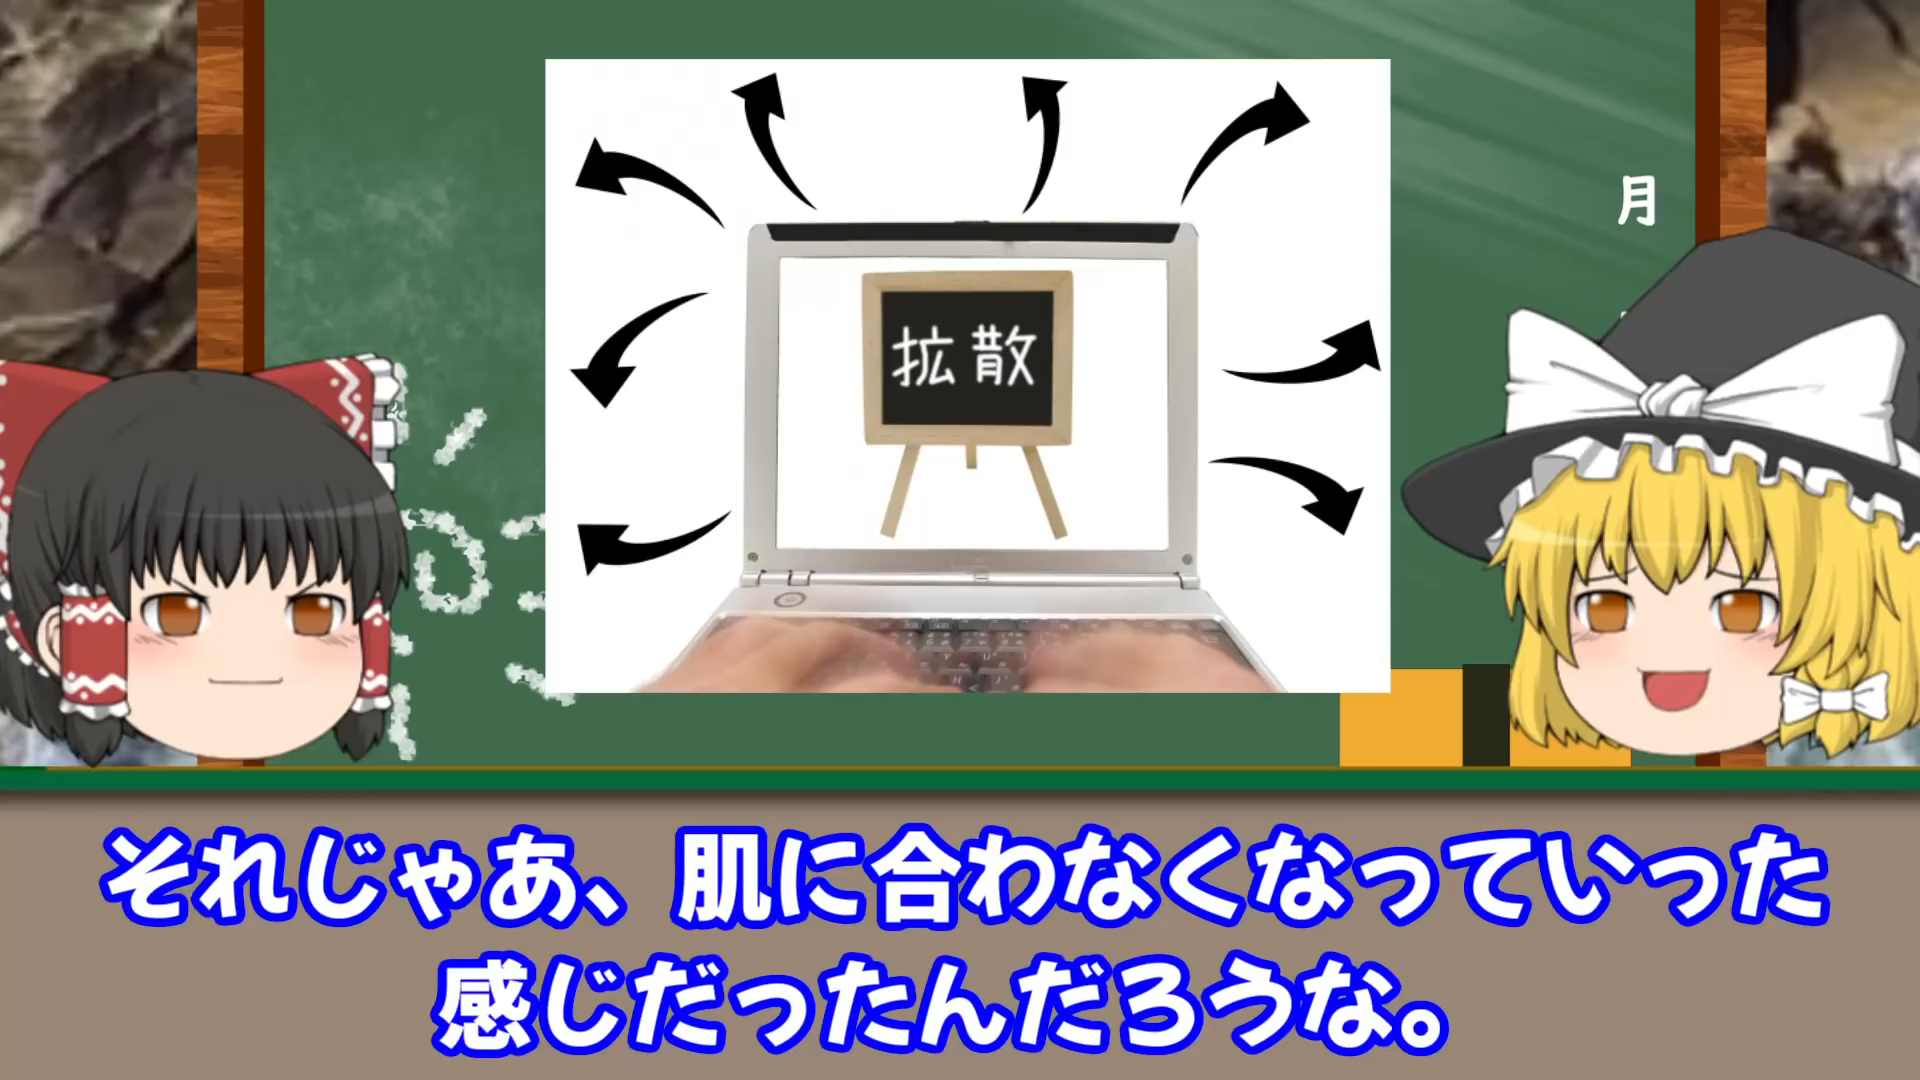 月
拡散
それじゃあ、肌に合わなくなっていった
感じだったんだろうな。